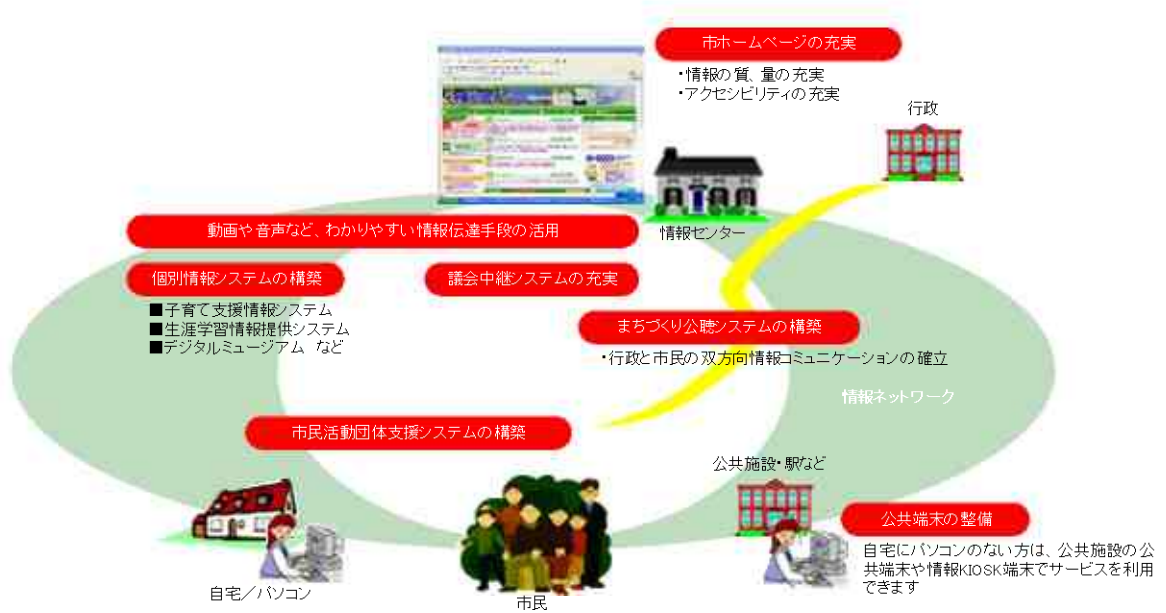 市ホームページの充実
・情報の質、量の充実
・アクセシビリティの充実
行政
情報センター
動画や音声など、わかりやすい情報伝達手段の活用
個別情報システムの構築
■子育て支援情報システム
■生涯学習情報提供システム
■デジタルミュージアム など
議会中継システムの充実
まちづくり公聴システムの構築
・行政と市民の双方向情報コミュニケーションの確立
情報ネットワーク
市民活動団体支援システムの構築
公共施設・駅など
公共端末の整備
自宅にパソコンのない方は、公共施設の公
共端末や情報KIOSK端末でサービスを利用
できます
自宅／パソコン
市民